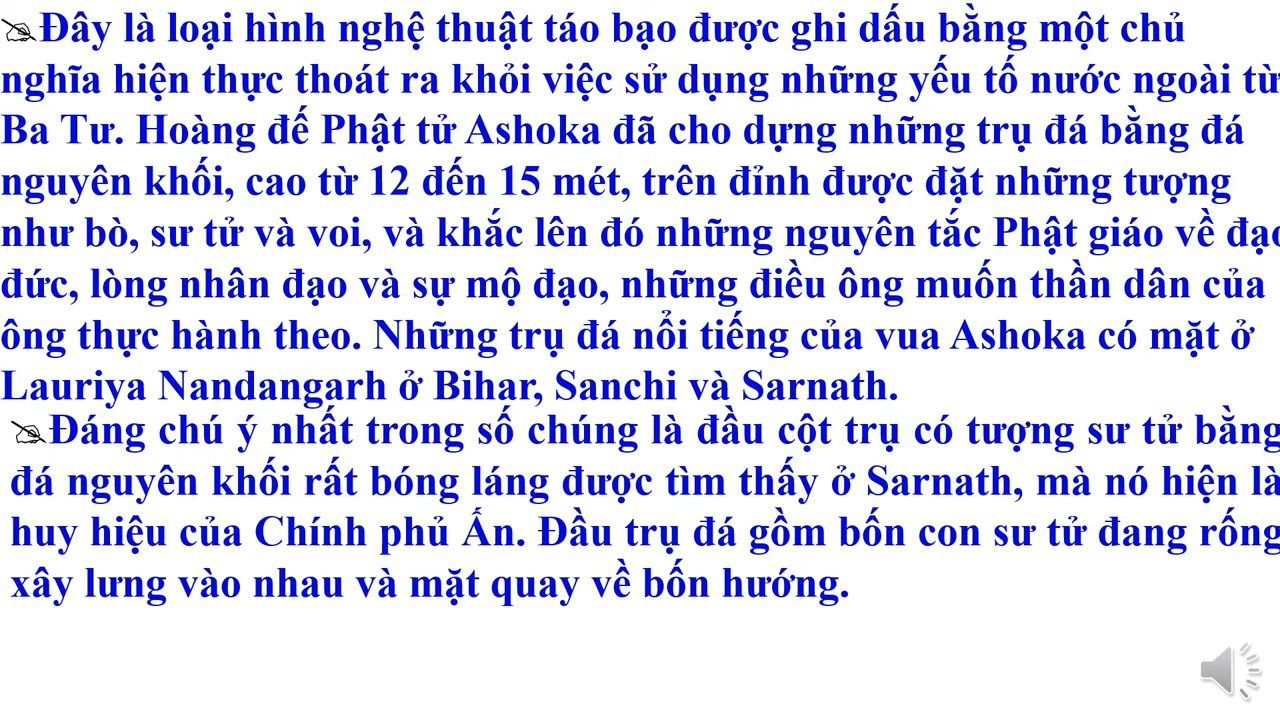 Đây là loại hình nghệ thuật táo bạo được ghi dấu bằng một chủ
nghĩa hiện thực thoát ra khỏi việc sử dụng những yếu tố nước ngoài từ
Ba Tư. Hoàng đế Phật tử Ashoka đã cho dựng những trụ đá bằng đá
nguyên khối, cao từ 12 đến 15 mét, trên đỉnh được đặt những tượng
như bò, sư tử và voi, và khắc lên đó những nguyên tắc Phật giáo về đạo
đức, lòng nhân đạo và sự mộ đạo, những điều ông muốn thần dân của
ông thực hành theo. Những trụ đá nổi tiếng của vua Ashoka có mặt ở
Lauriya Nandangarh ở Bihar, Sanchi và Sarnath.
Đáng chú ý nhất trong số chúng là đầu cột trụ có tượng sư tử bằng
đá nguyên khối rất bóng láng được tìm thấy ở Sarnath, mà nó hiện là
huy hiệu của Chính phủ Ấn. Đầu trụ đá gồm bốn con sư tử đang rống
xây lưng vào nhau và mặt quay về bốn hướng.